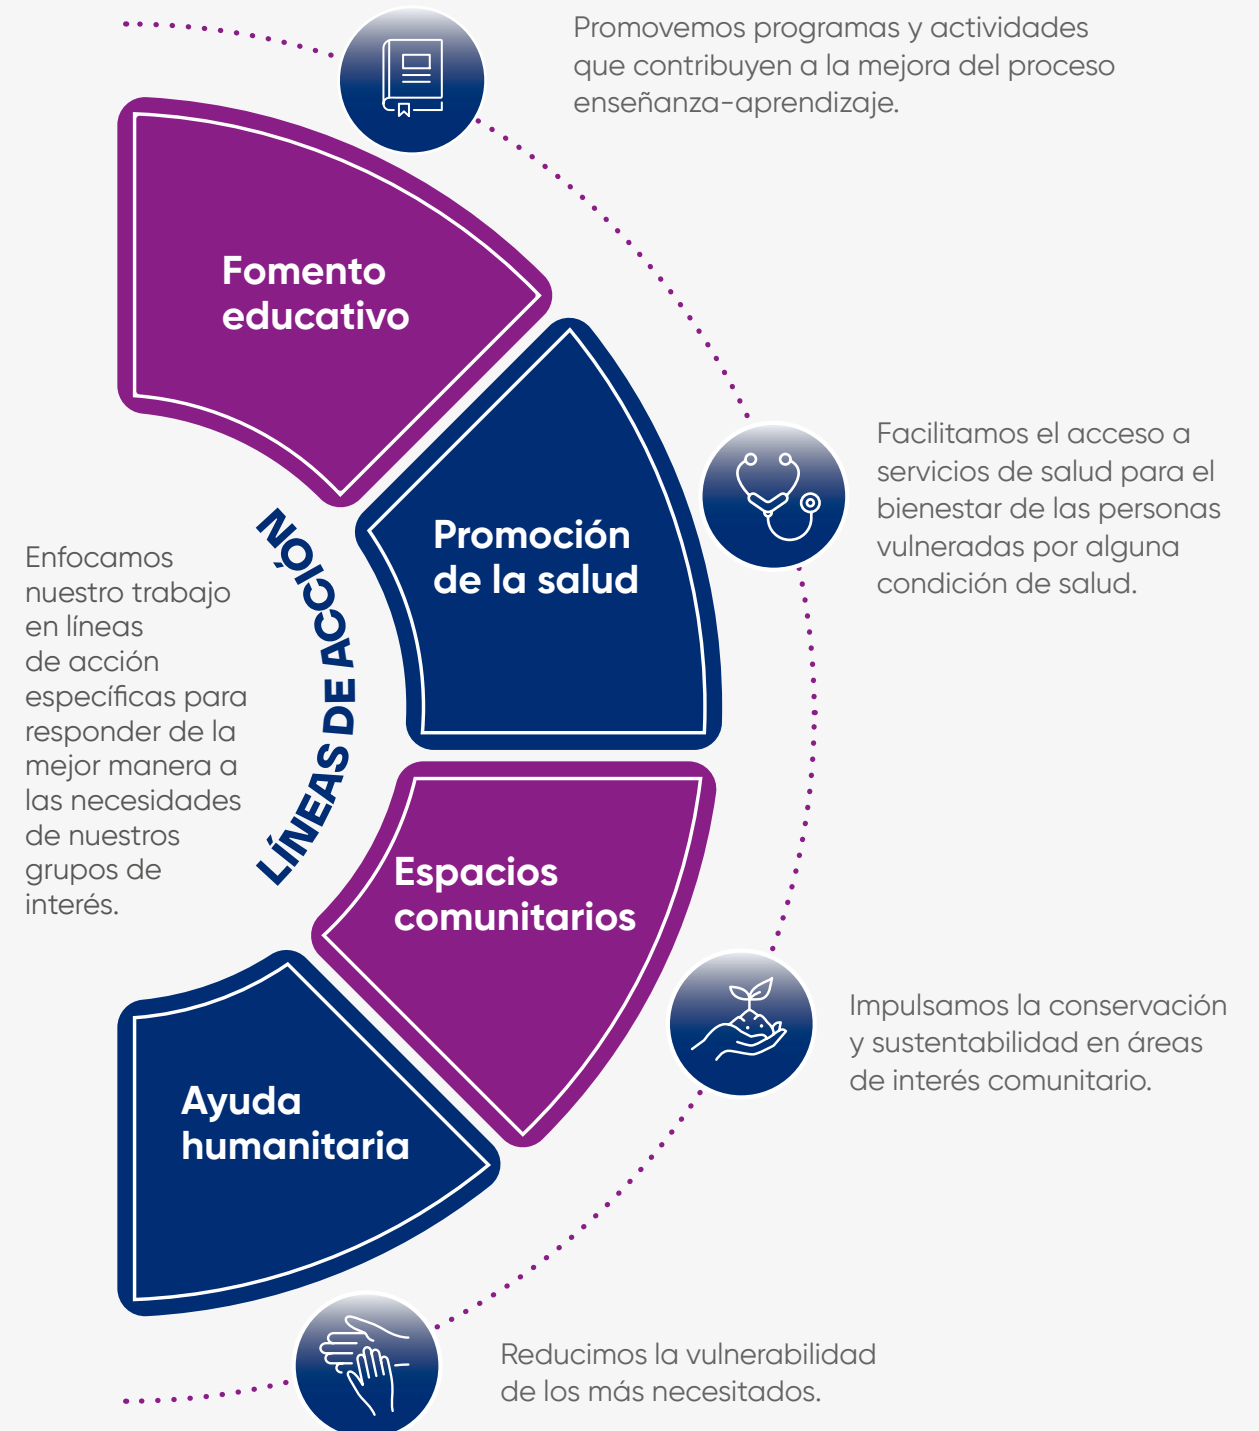 Promovemos programas y actividades
que contribuyen a la mejora del proceso
enseñanza-aprendizaje.
Fomento
educativo
Promoción
de la salud
Facilitamos el acceso a
servicios de salud para el
bienestar de las personas
vulneradas por alguna
condición de salud.
Enfocamos
nuestro trabajo
en líneas
de acción
específicas para
responder de la
mejor manera a
las necesidades
de nuestros
grupos de
interés.
LÍNEAS DE ACCIÓN
Espacios
comunitarios
Impulsamos la conservación
y sustentabilidad en áreas
de interés comunitario.
Ayuda
humanitaria
Reducimos la vulnerabilidad
de los más necesitados.